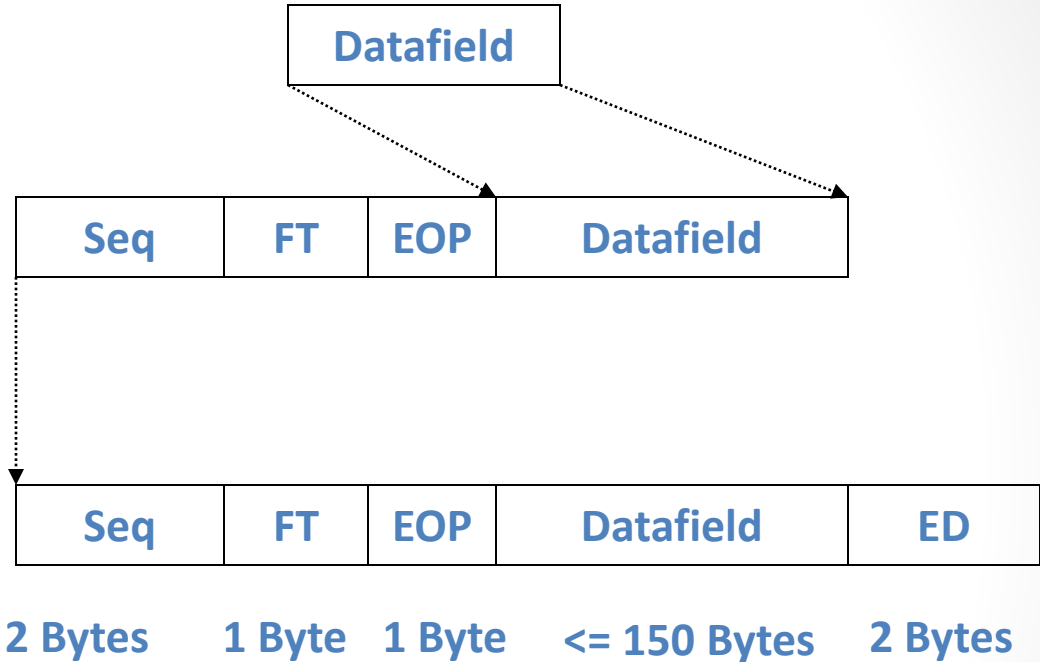 Datafield
Seq FT EOP Datafield
Seq FT EOP Datafield ED
2 Bytes 1 Byte 1 Byte <= 150 Bytes 2 Bytes